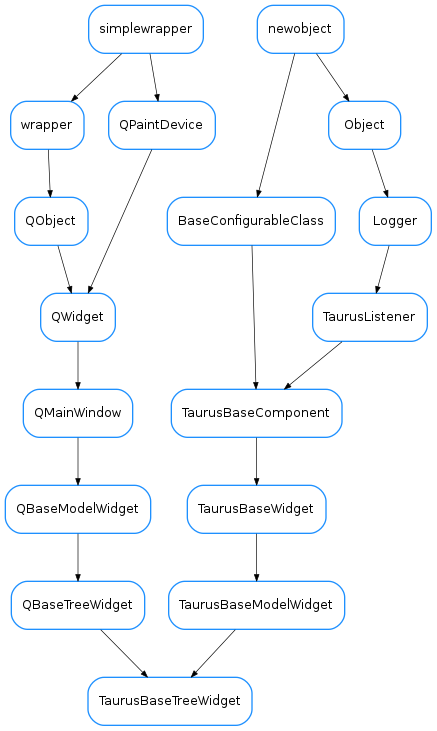 simplewrapper
newobject
wrapper
QPaintDevice
Object
QObject
BaseConfigurableClass
Logger
QWidget
TaurusListener
QMainWindow
TaurusBaseComponent
QBaseModelWidget
TaurusBaseWidget
QBaseTreeWidget
TaurusBaseModelWidget
TaurusBaseTreeWidget